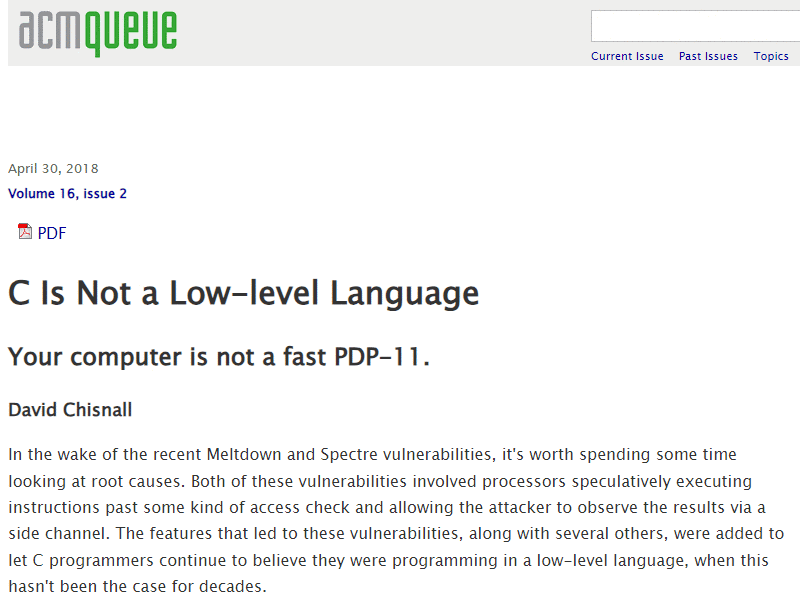 acmqueue
Current Issue Past Issues Topics
April 30, 2018
Volume 16, issue 2
PDF
C Is Not a Low-level Language
Your computer is not a fast PDP-11.
David Chisnall
In the wake of the recent Meltdown and Spectre vulnerabilities, it's worth spending some time
looking at root causes. Both of these vulnerabilities involved processors speculatively executing
instructions past some kind of access check and allowing the attacker to observe the results via a
side channel. The features that led to these vulnerabilities, along with several others, were added to
let C programmers continue to believe they were programming in a low-level language, when this
hasn't been the case for decades.